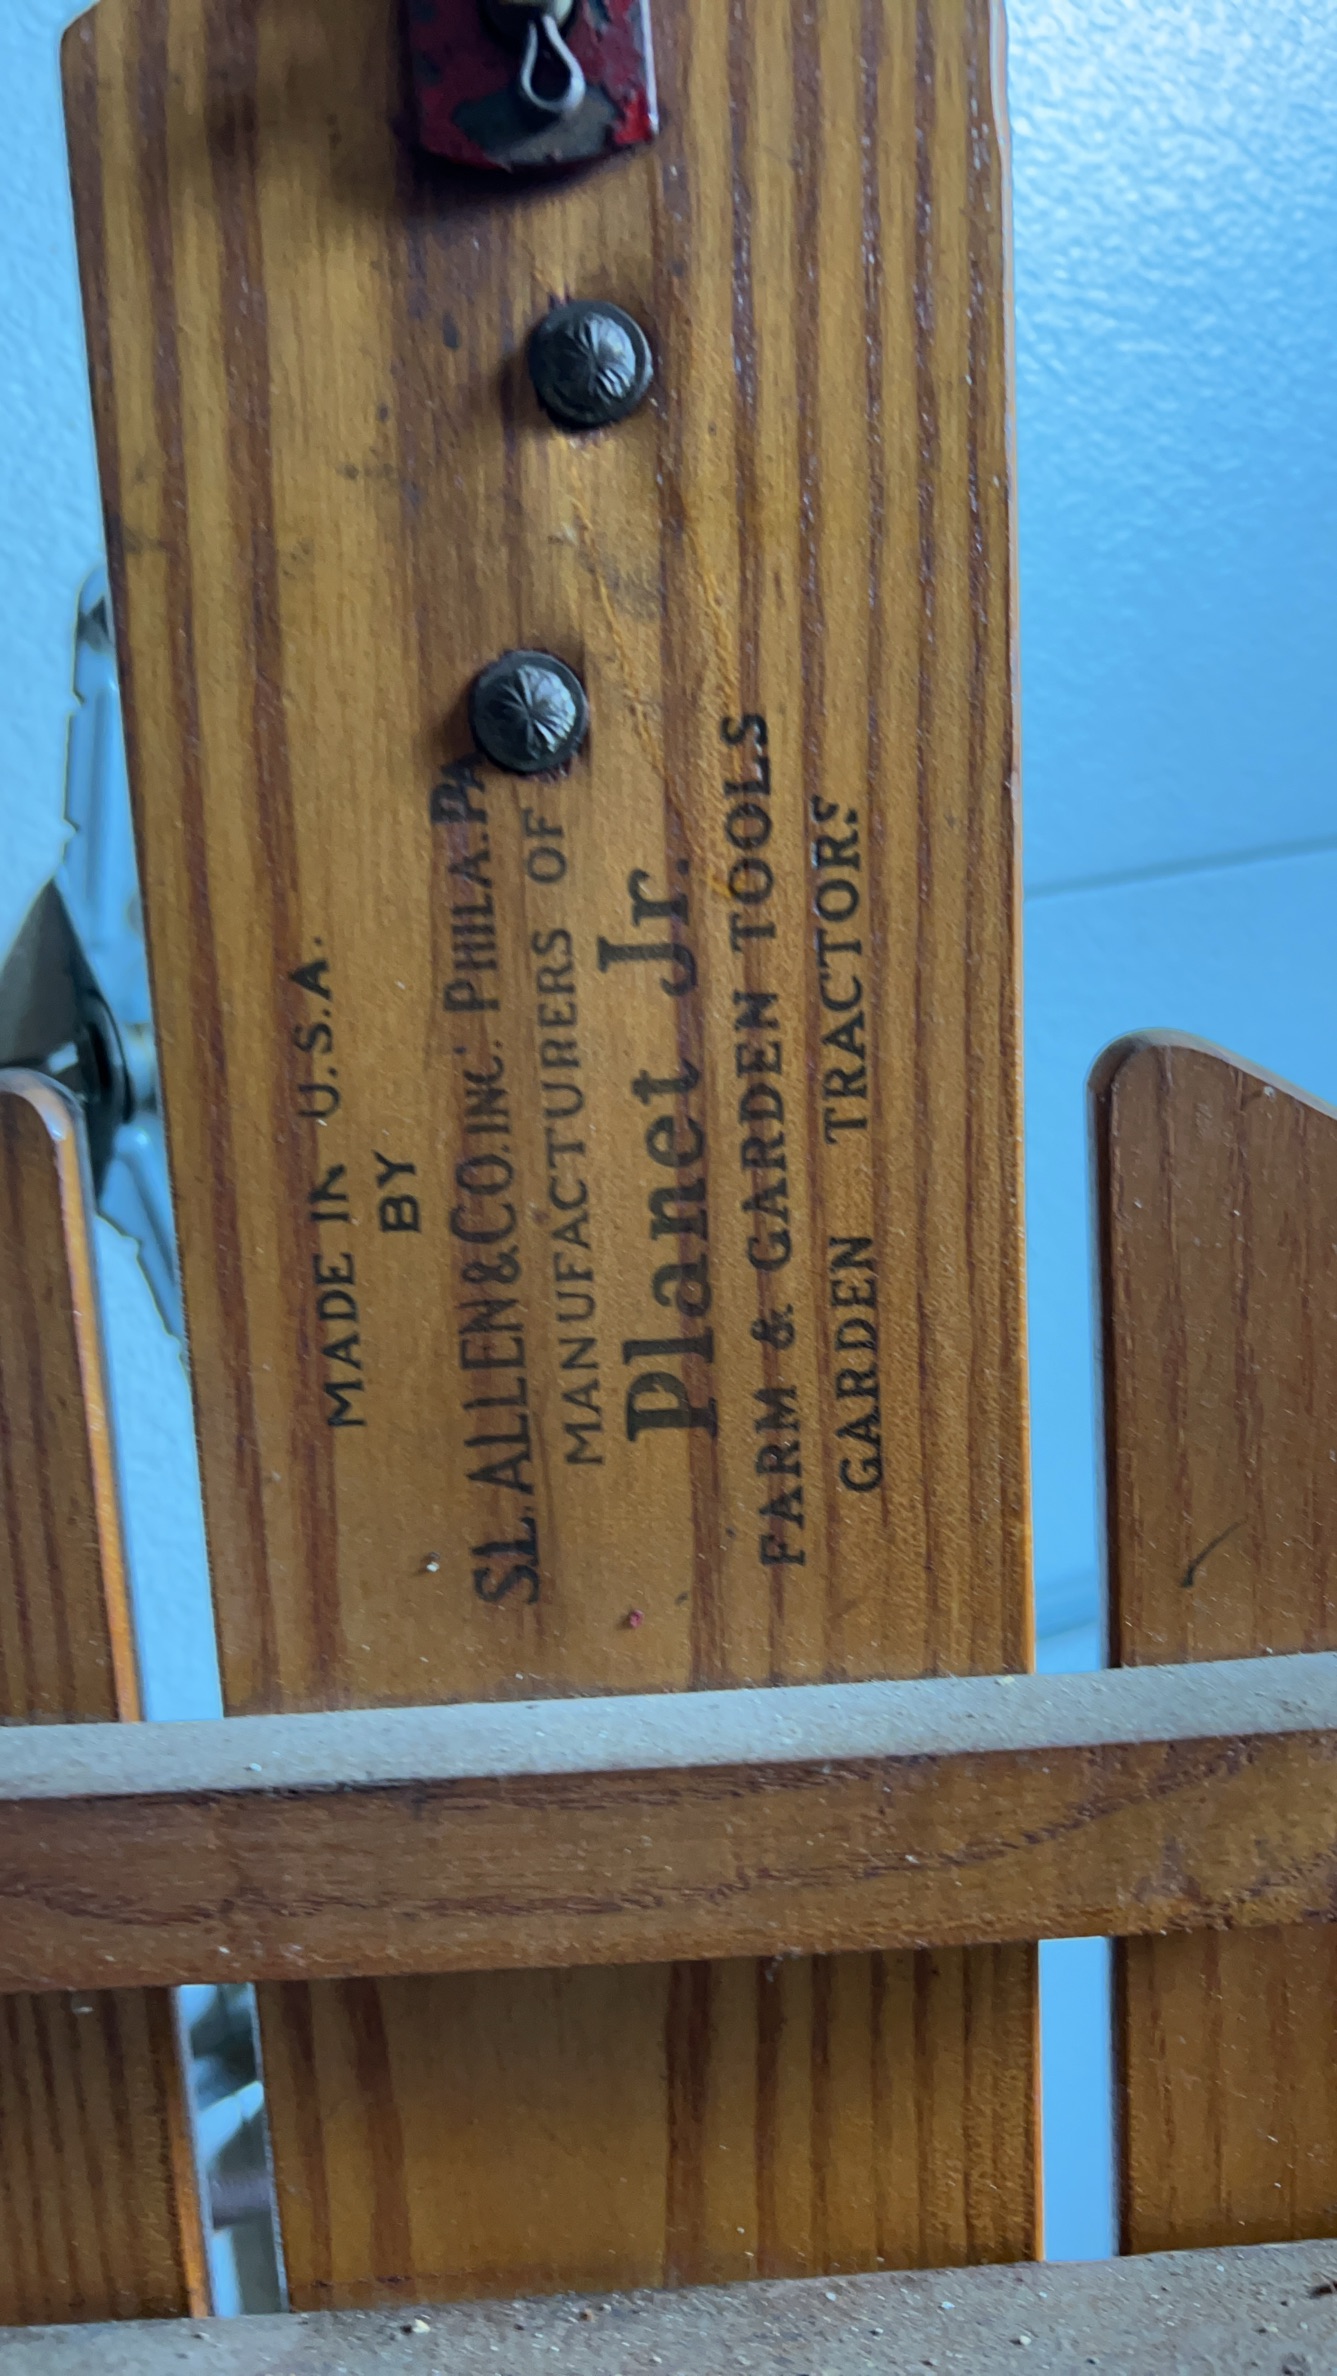 MADE IN U.S.A.
BY
S.L. ALLEN & CO. INC. PHILA. PA
MANUFACTURERS OF
Planet Jr.
FARM & GARDEN TOOLS
GARDEN TRACTORS